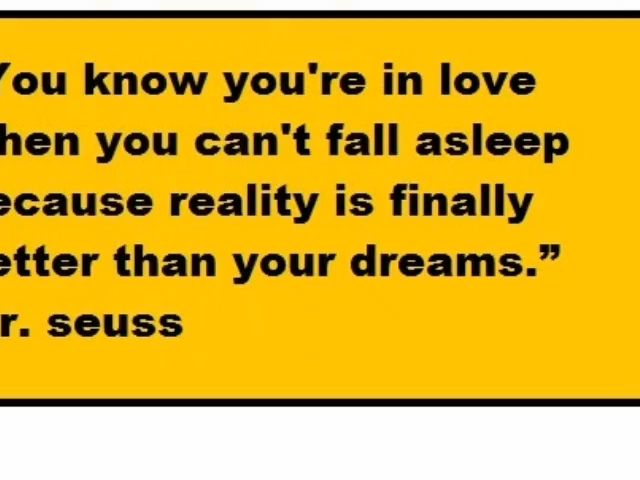 You know you're in love
hen you can't fall asleep
ecause reality is finally
etter than your dreams.”
r. seuss